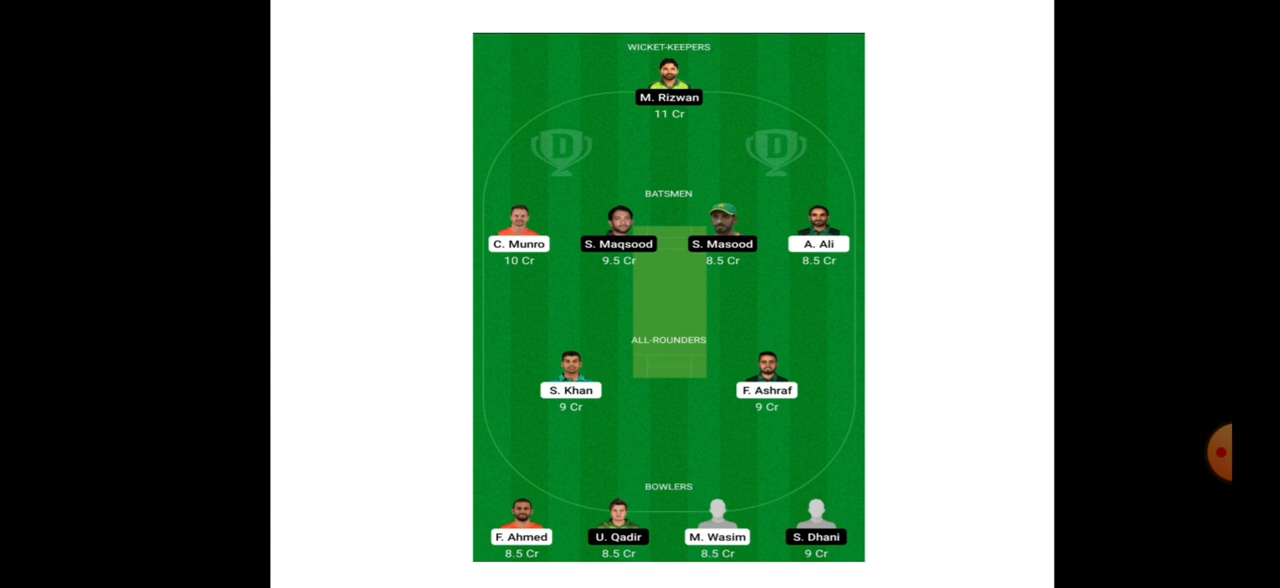 WICKET-KEEPERS
M. Rizwan
11 Cr
D D
BATSMEN
C. Munro S. Maqsood S. Masood A. Ali
10 Cr 9.5 Cr 8.5 Cr 8.5 Cr
ALL-ROUNDERS
S. Khan F. Ashraf
9 Cr 9 Cr
BOWLERS
F. Ahmed U. Qadir M. Wasim S. Dhani
8.5 Cr 8.5 Cr 8.5 Cr 9 Cr